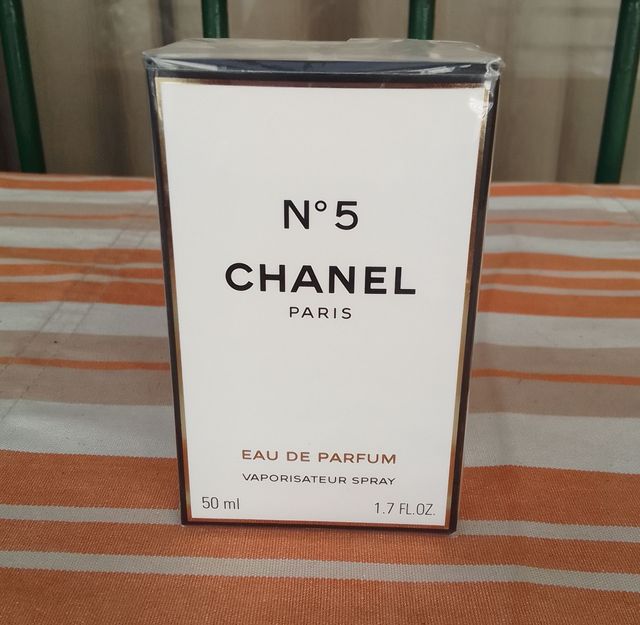 N°5
CHANEL
PARIS
EAU DE PARFUM
VAPORISATEUR SPRAY
50 ml 1.7 FL.OZ.